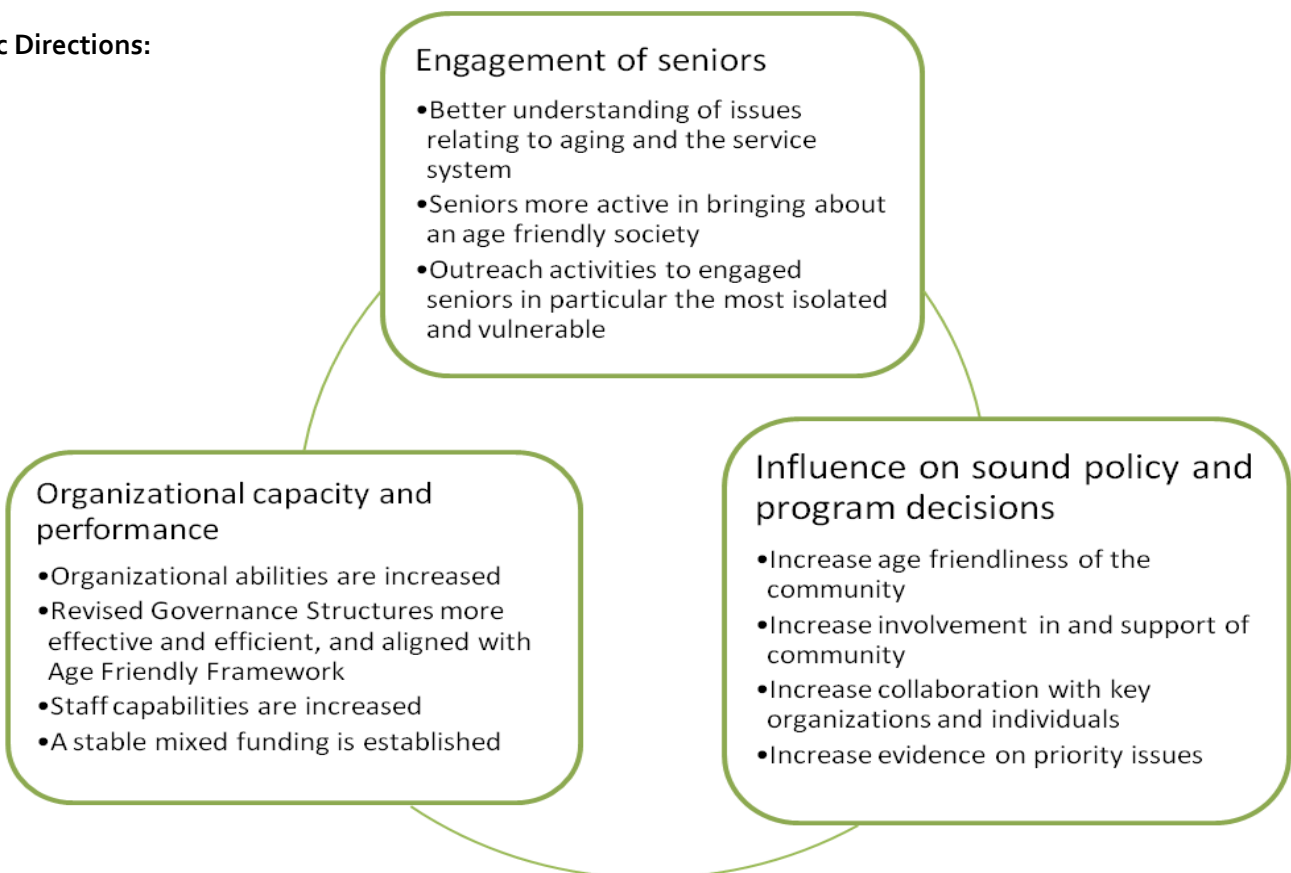 c Directions:
Engagement of seniors
•Better understanding of issues
relating to aging and the service
system
•Seniors more active in bringing about
an age friendly society
•Outreach activities to engaged
seniors in particular the most isolated
and vulnerable
Organizational capacity and
performance
•Organizational abilities are increased
•Revised Governance Structures more
effective and efficient, and aligned with
Age Friendly Framework
•Staff capabilities are increased
•A stable mixed funding is established
Influence on sound policy and
program decisions
•Increase age friendliness of the
community
•Increase involvement in and support of
community
•Increase collaboration with key
organizations and individuals
•Increase evidence on priority issues